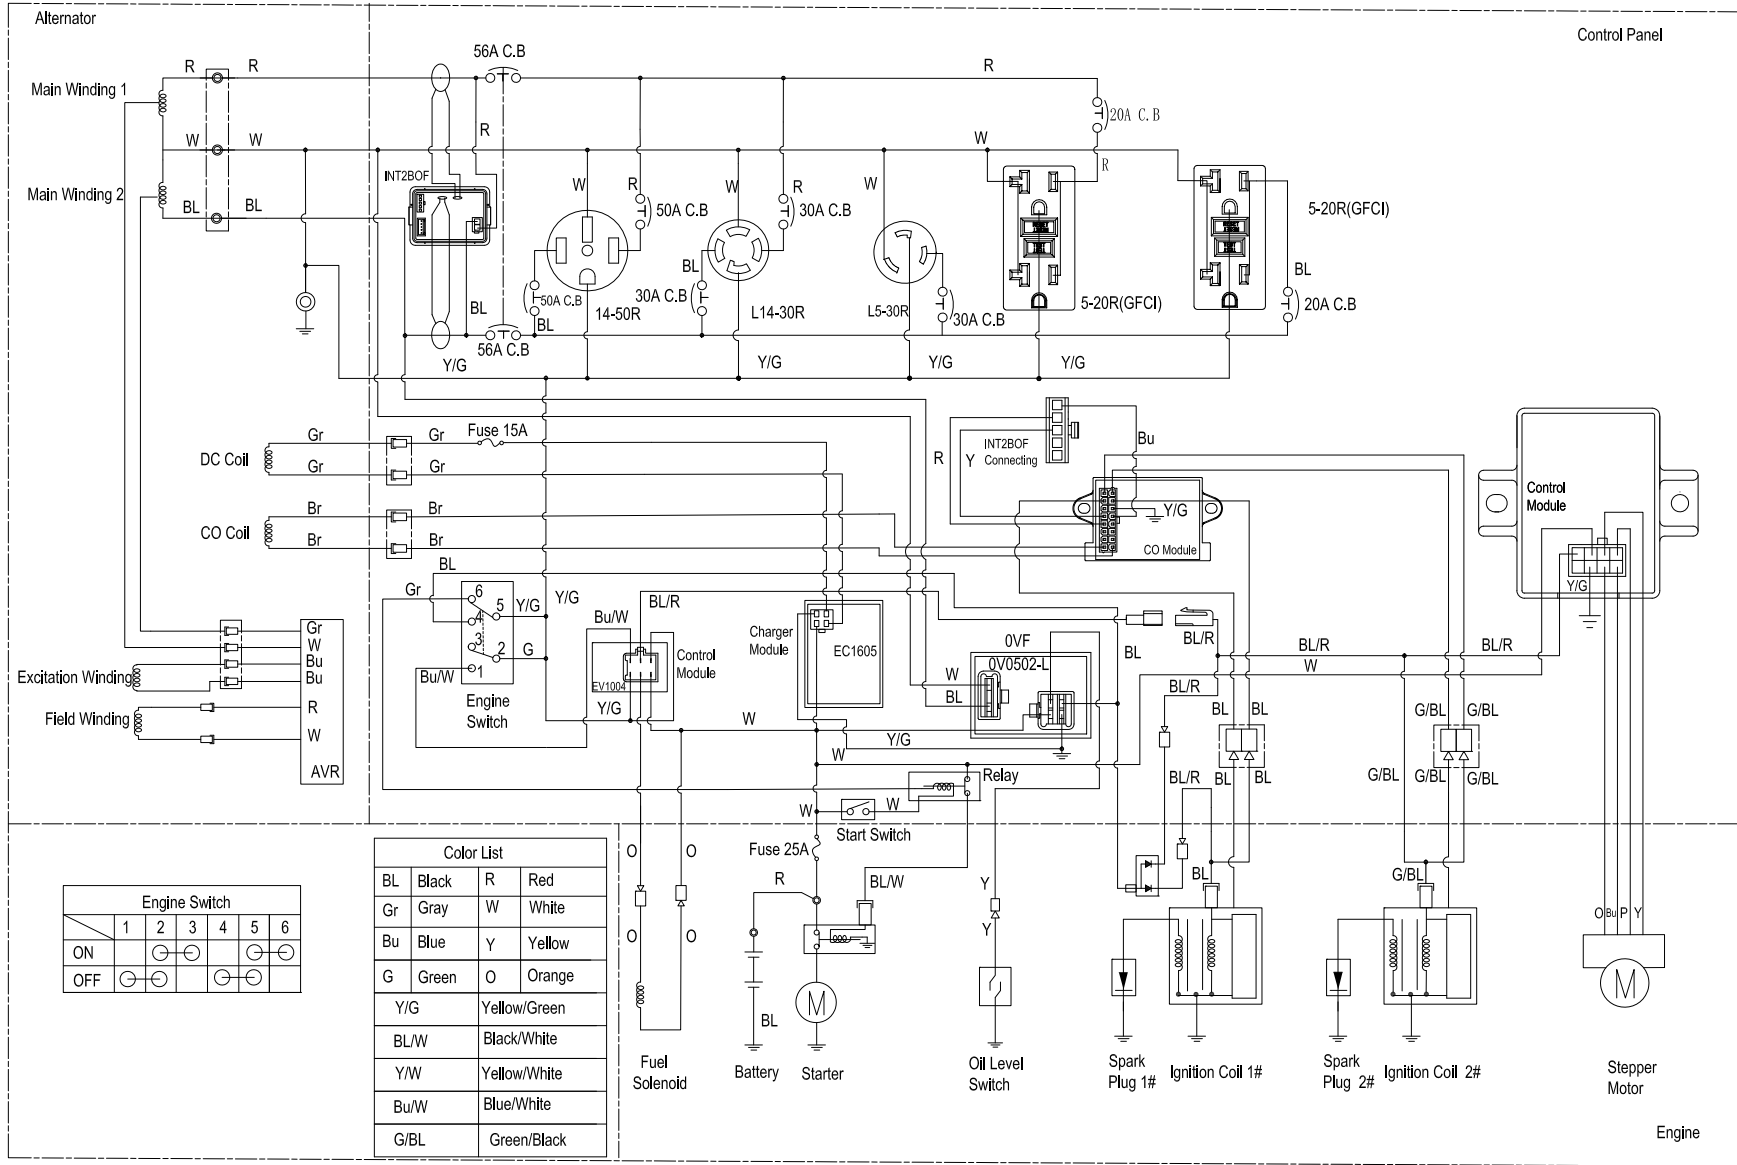 Alternator
Control Panel
56A C.B
R
R
R
Main Winding 1
20A C. B
R
W
W
W
R
INT2BOF
W
R
W
R
W
Main Winding 2
BL
BL
50A C.B
30A C.B
5-20R(GFCI)
BL
BL
50A C.B
30A C.B
BL
BL
14-50R
L14-30R
L5-30R
30A C.B
5-20R(GFCI)
20A C.B
56A C.B
Y/G
Y/G
Y/G
Y/G
Gr
Gr
Fuse 15A
DC Coil
Gr
Gr
R
Y
INT2BOF
Connecting
Bu
Br
Br
CO Coil
Br
Br
Y/G
CO Module
Control
Module
Y/G
BL
Gr
6
5
4
3
2
1
Y/G
Y/G
G
Bu/W
Engine
Switch
Bu/W
BL/R
EV1004
Control
Module
Y/G
Charger
Module
EC1605
0VF
0V0502-L
W
BL
BL
BL/R
BL/R
W
BL/R
BL/R
Gr
W
Bu
Bu
R
W
AVR
Excitation Winding
Field Winding
W
Y/G
W
Relay
BL
BL
G/BL
G/BL
BL/R
BL
BL
G/BL
G/BL
G/BL
W
W
Start Switch
Fuse 25A
Engine Switch
1 2 3 4 5 6
ON
OFF
Color List
BL Black R Red
Gr Gray W White
Bu Blue Y Yellow
G Green O Orange
Y/G Yellow/Green
BL/W Black/White
Y/W Yellow/White
Bu/W Blue/White
G/BL Green/Black
O
O
O
O
R
BL/W
Y
Y
BL
G/BL
O Bu P Y
M
M
BL
Fuel
Solenoid
Battery
Starter
Oil Level
Switch
Spark
Plug 1#
Ignition Coil 1#
Spark
Plug 2#
Ignition Coil 2#
Stepper
Motor
Engine